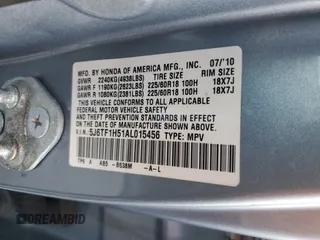 MFD. BY HONDA OF AMERICA MFG., INC. 07/10
GVWR 2240KG(4938LBS) TIRE SIZE RIM SIZE
GAWR F 1190KG(2623LBS) 225/60R18 100H 18X7J
GAWR R 1080KG(2381LBS) 225/60R18 100H 18X7J
THIS VEHICLE CONFORMS TO ALL APPLICABLE
FEDERAL MOTOR VEHICLE SAFETY
AND THEFT PREVENTION STANDARDS IN EFFECT
ON THE DATE OF MANUFACTURE SHOWN ABOVE.
V.I.N.: 5J6TF1H51AL015456 TYPE: MPV
TP6 A A85 - B538M - A - L
DREAMBID